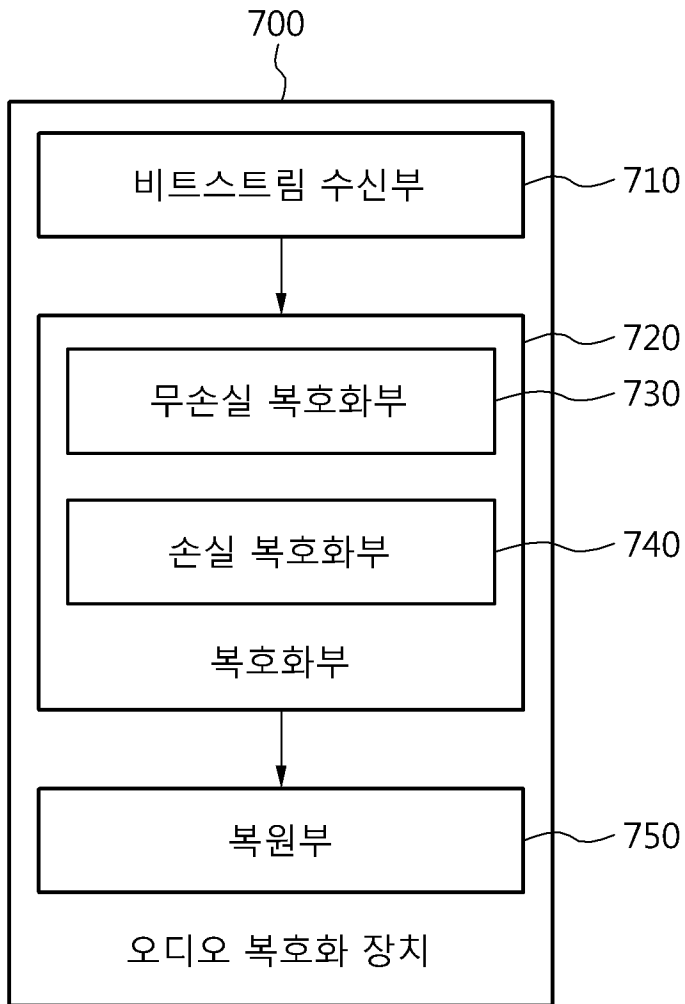 700
비트스트림 수신부
710
720
무손실 복호화부
730
손실 복호화부
740
복호화부
복원부
750
오디오 복호화 장치